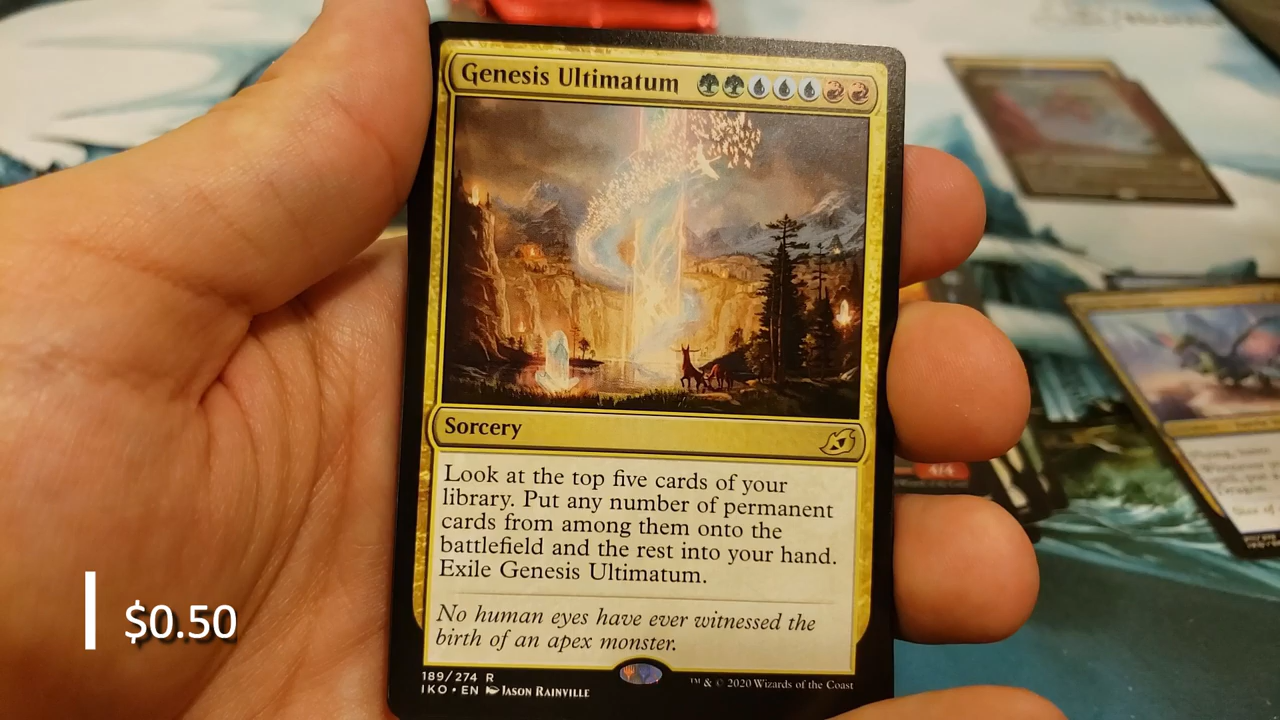 Genesis Ultimatum
Sorcery
Look at the top five cards of your
library. Put any number of permanent
cards from among them onto the
battlefield and the rest into your hand.
Exile Genesis Ultimatum.
No human eyes have ever witnessed the
birth of an apex monster.
189/274 R
IKO • EN JASON RAINVILLE
™ & © 2020 Wizards of the Coast
$0.50
4/4